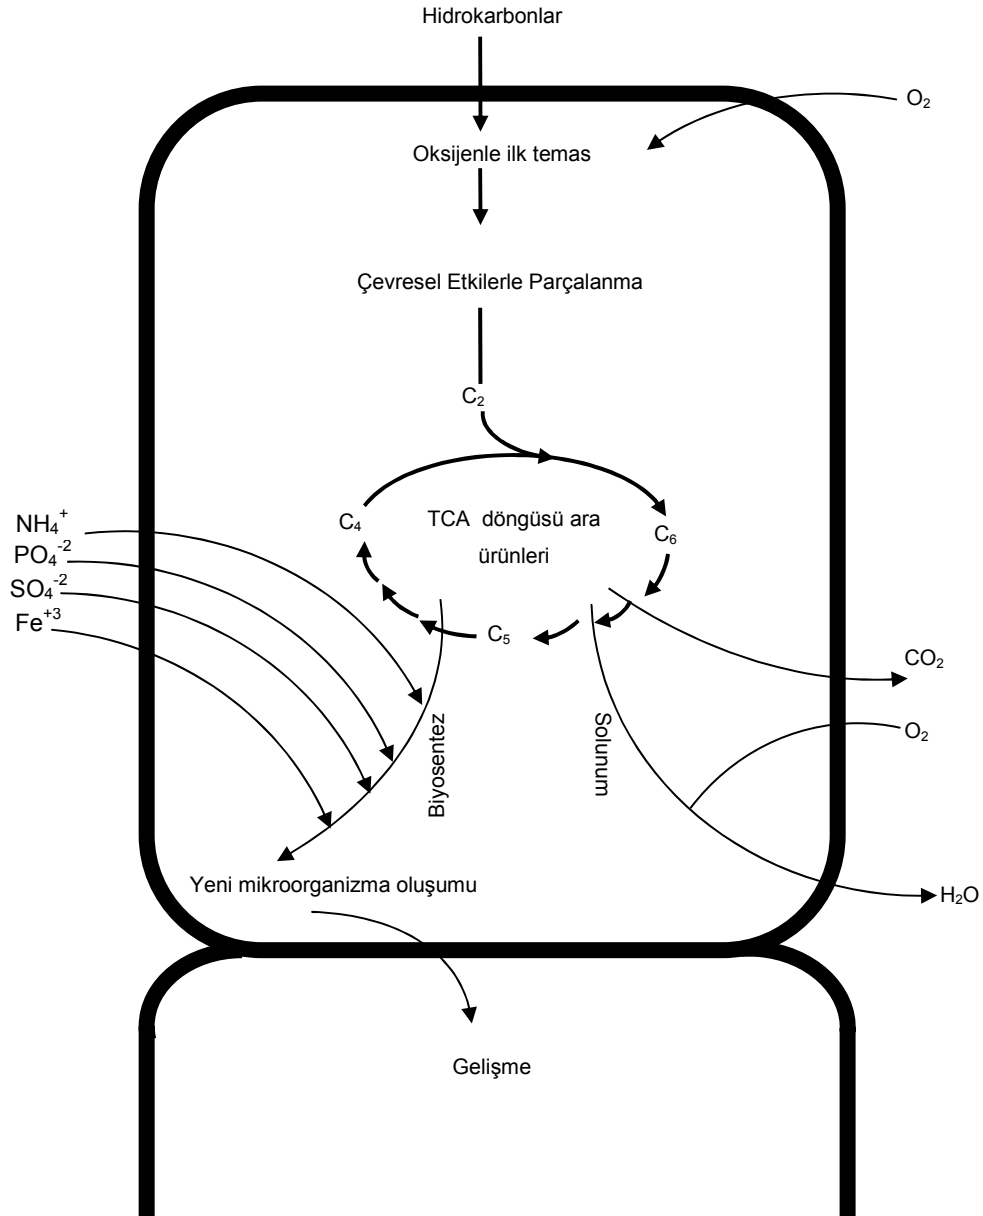 Hidrokarbonlar
O₂
Oksijenle ilk temas
Çevresel Etkilerle Parçalanma
C₂
C₄
TCA döngüsü ara
ürünleri
C₆
NH₄⁺
PO₄⁻²
SO₄⁻²
Fe⁺³
C₅
CO₂
O₂
Biyosentez
Solunum
Yeni mikroorganizma oluşumu
H₂O
Gelişme